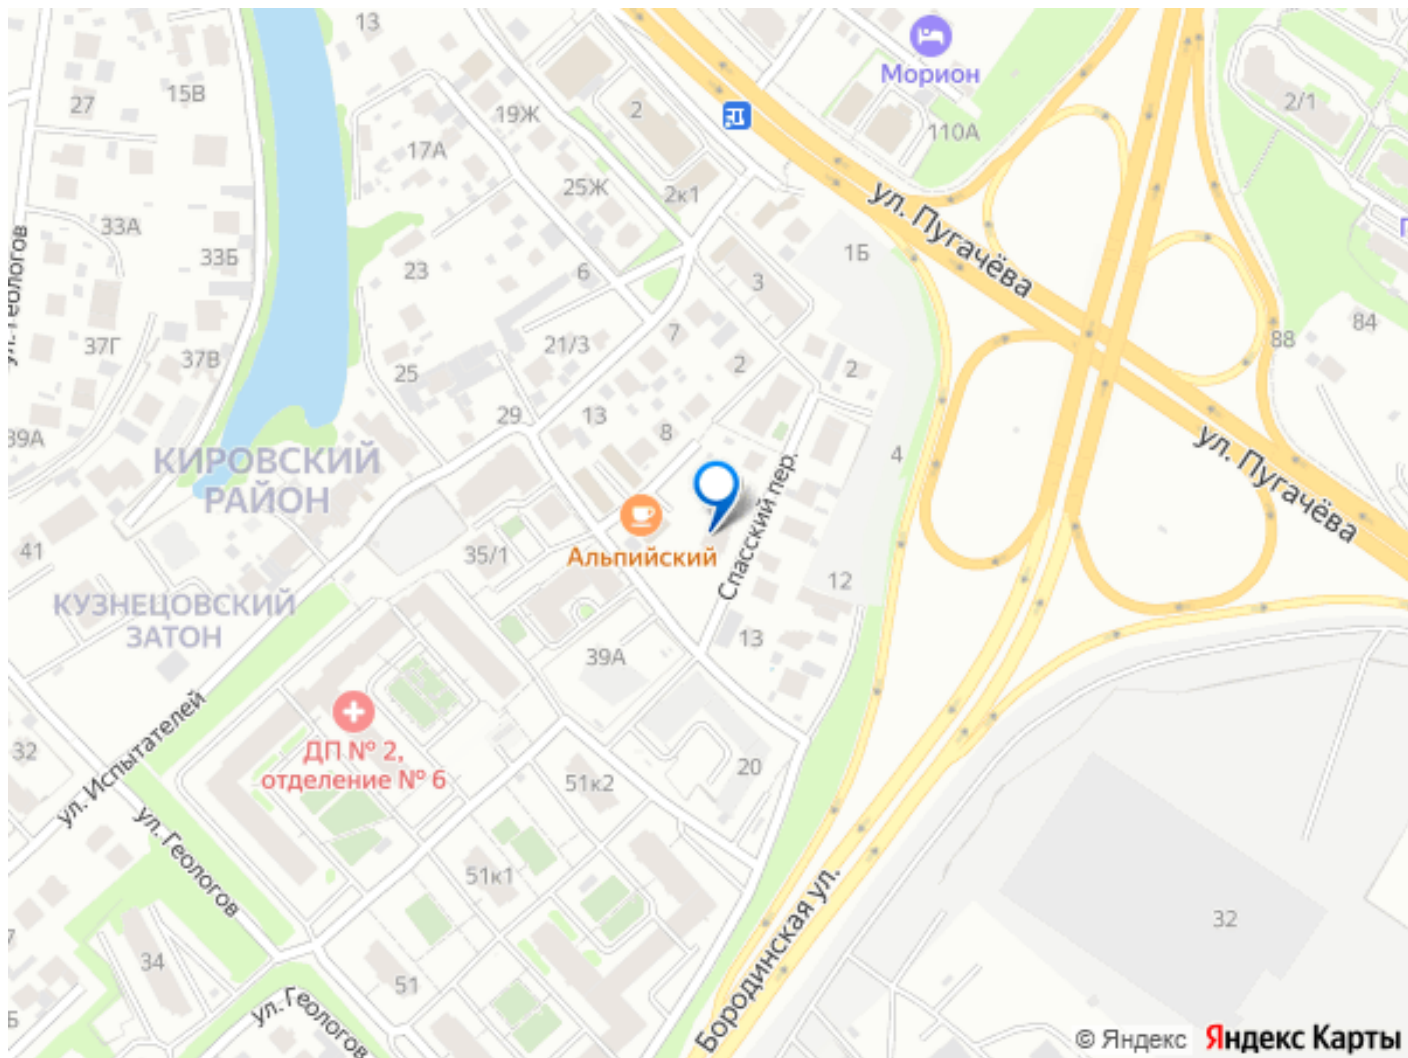 13
Морион
27
15В
19Ж
2
110А
2/1
17А
25Ж
2к1
ул. Пугачёва
33А
33Б
23
6
1Б
3
ул. Геологов
37Г
37В
21/3
7
2
2
84
88
25
29
13
8
39А
КИРОВСКИЙ
РАЙОН
4
ул. Пугачёва
Спасский пер.
41
35/1
Альпийский
12
КУЗНЕЦОВСКИЙ
ЗАТОН
13
39А
ул. Испытателей
ДП № 2,
отделение № 6
32
20
51к2
ул. Геологов
51к1
Бородинская ул.
32
34
51
ул. Геологов
© Яндекс Яндекс Карты